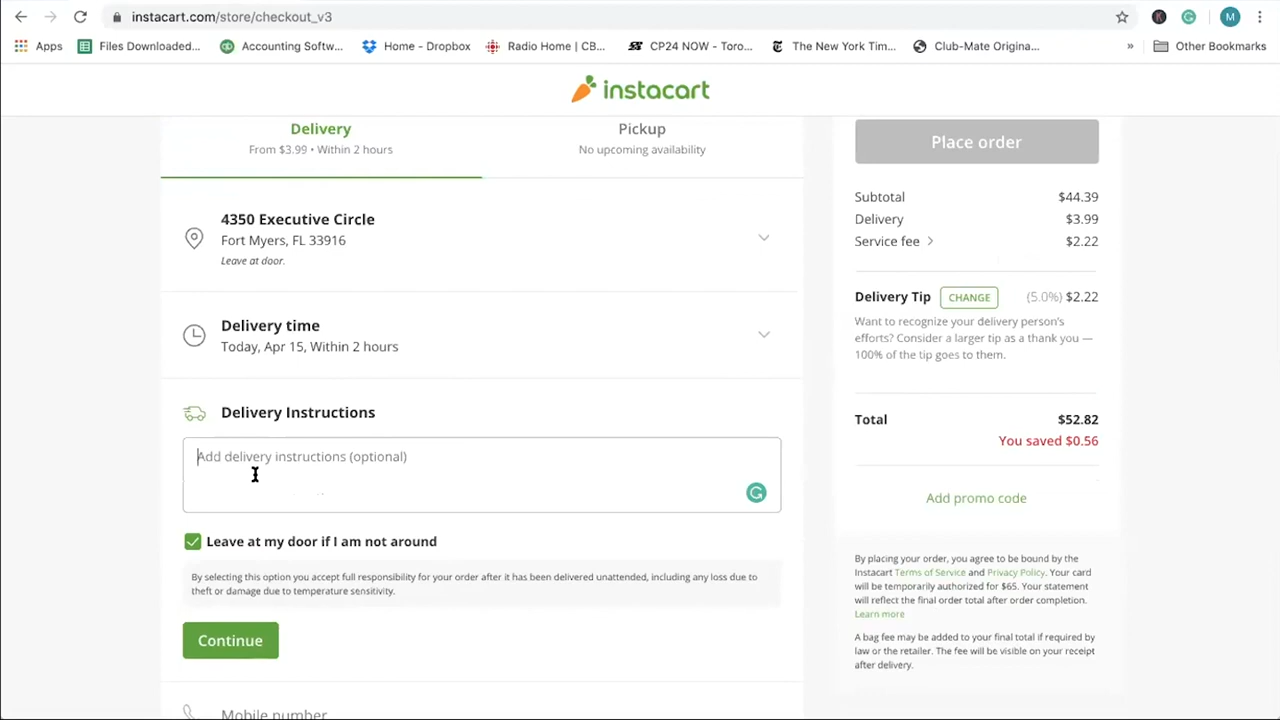 instacart.com/store/checkout_v3
M
Apps
Files Downloaded...
Accounting Softw...
Home - Dropbox
Radio Home | CB...
CP24 NOW - Toro...
The New York Tim...
Club-Mate Origina...
»
Other Bookmarks
instacart
Delivery
From $3.99 • Within 2 hours
Pickup
No upcoming availability
4350 Executive Circle
Fort Myers, FL 33916
Leave at door.
Delivery time
Today, Apr 15, Within 2 hours
Delivery Instructions
Add delivery instructions (optional)
Leave at my door if I am not around
By selecting this option you accept full responsibility for your order after it has been delivered unattended, including any loss due to
theft or damage due to temperature sensitivity.
Continue
Mobile number
Place order
Subtotal $44.39
Delivery $3.99
Service fee > $2.22
Delivery Tip CHANGE (5.0%) $2.22
Want to recognize your delivery person's
efforts? Consider a larger tip as a thank you —
100% of the tip goes to them.
Total $52.82
You saved $0.56
Add promo code
By placing your order, you agree to be bound by the
Instacart Terms of Service and Privacy Policy. Your card
will be temporarily authorized for $65. Your statement
will reflect the final order total after order completion.
Learn more
A bag fee may be added to your final total if required by
law or the retailer. The fee will be visible on your receipt
after delivery.